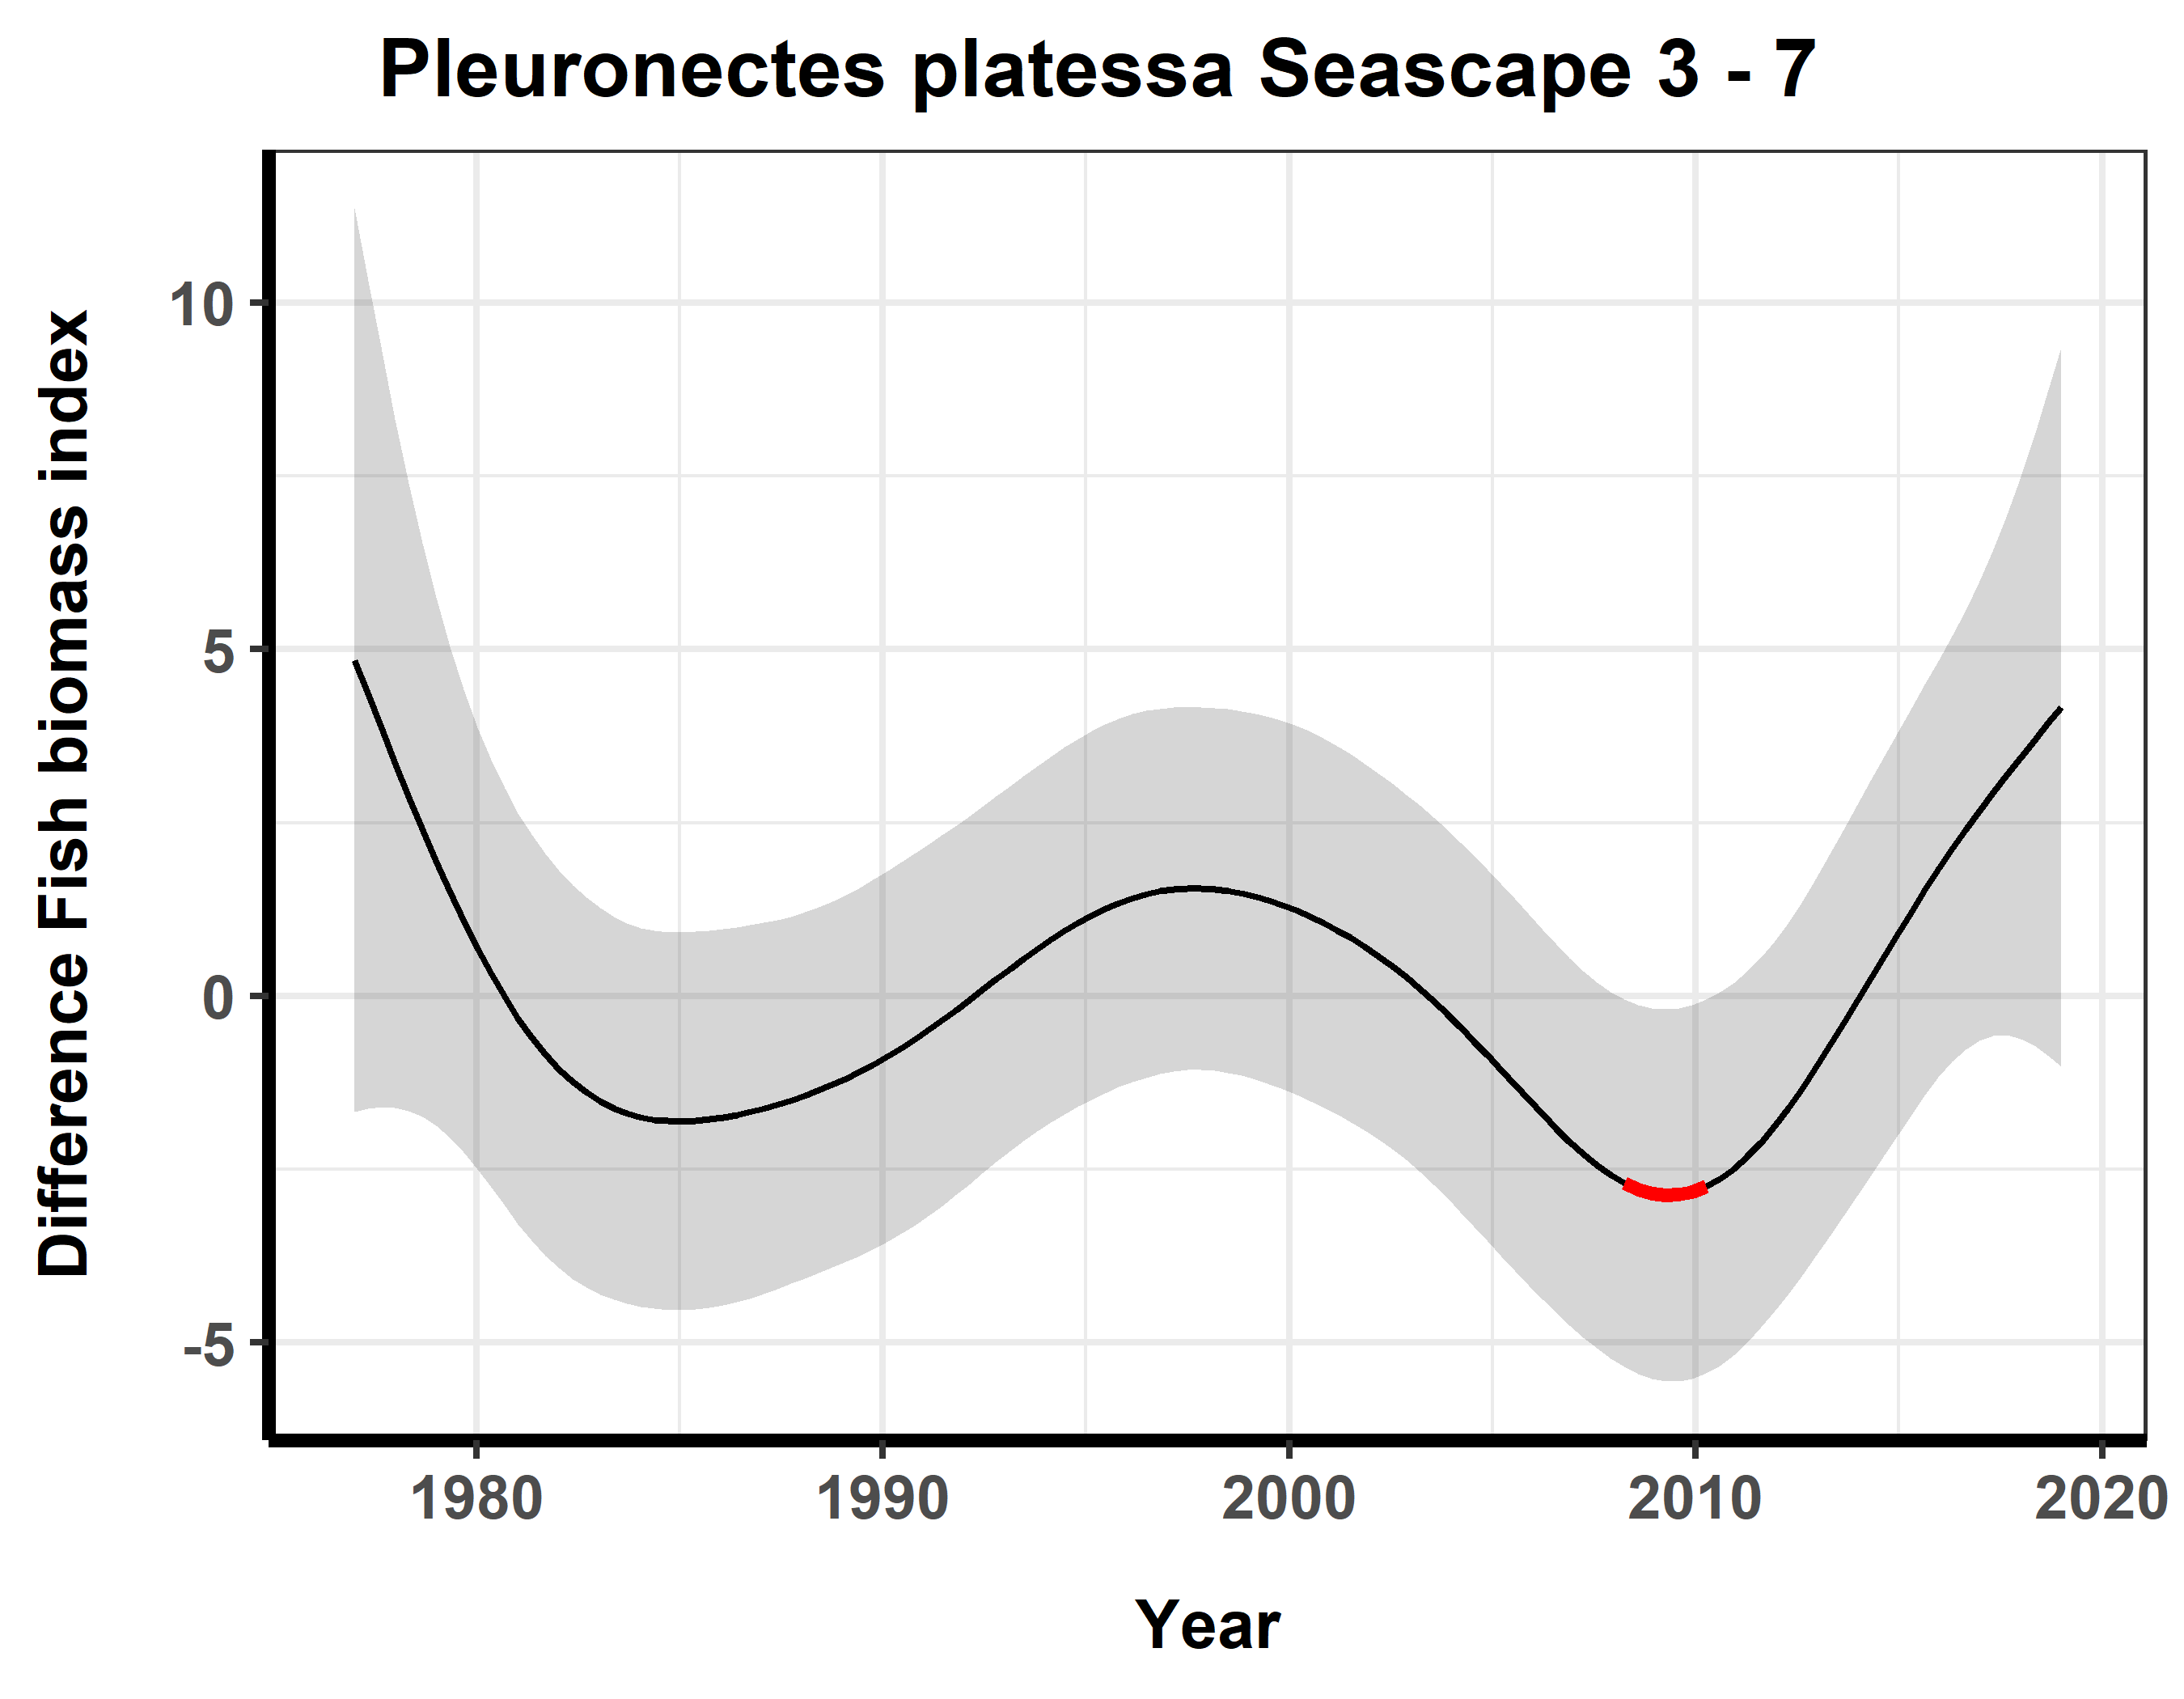 Pleuronectes platessa Seascape 3 - 7
Difference Fish biomass index
10
5
0
-5
1980 1990 2000 2010 2020
Year